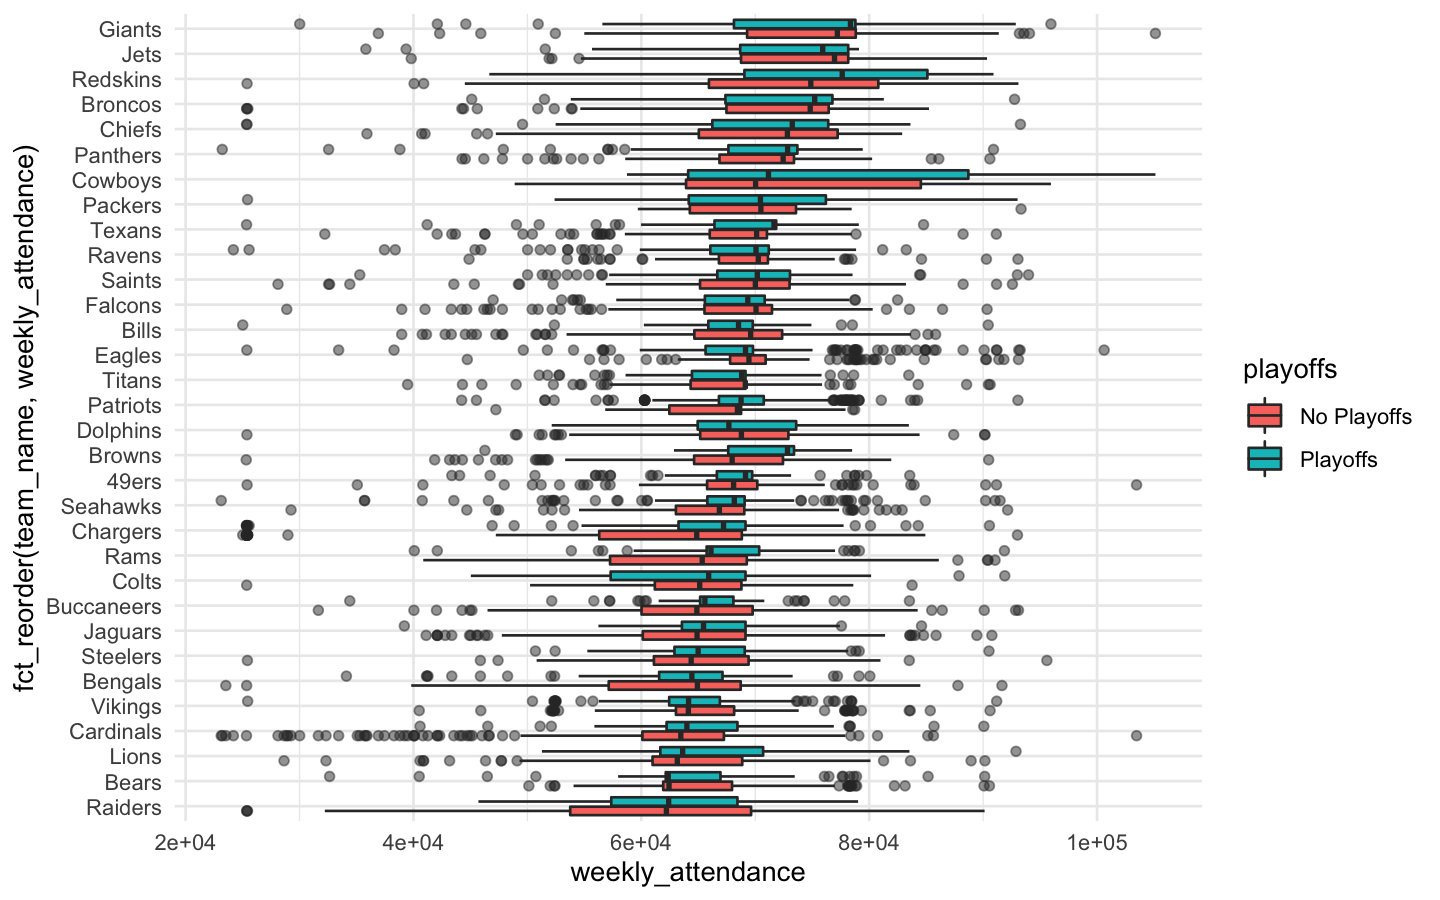 fct_reorder(team_name, weekly_attendance)
Giants
Jets
Redskins
Broncos
Chiefs
Panthers
Cowboys
Packers
Texans
Ravens
Saints
Falcons
Bills
Eagles
Titans
Patriots
Dolphins
Browns
49ers
Seahawks
Chargers
Rams
Colts
Buccaneers
Jaguars
Steelers
Bengals
Vikings
Cardinals
Lions
Bears
Raiders
2e+04 4e+04 6e+04 8e+04 1e+05
weekly_attendance
playoffs
No Playoffs
Playoffs